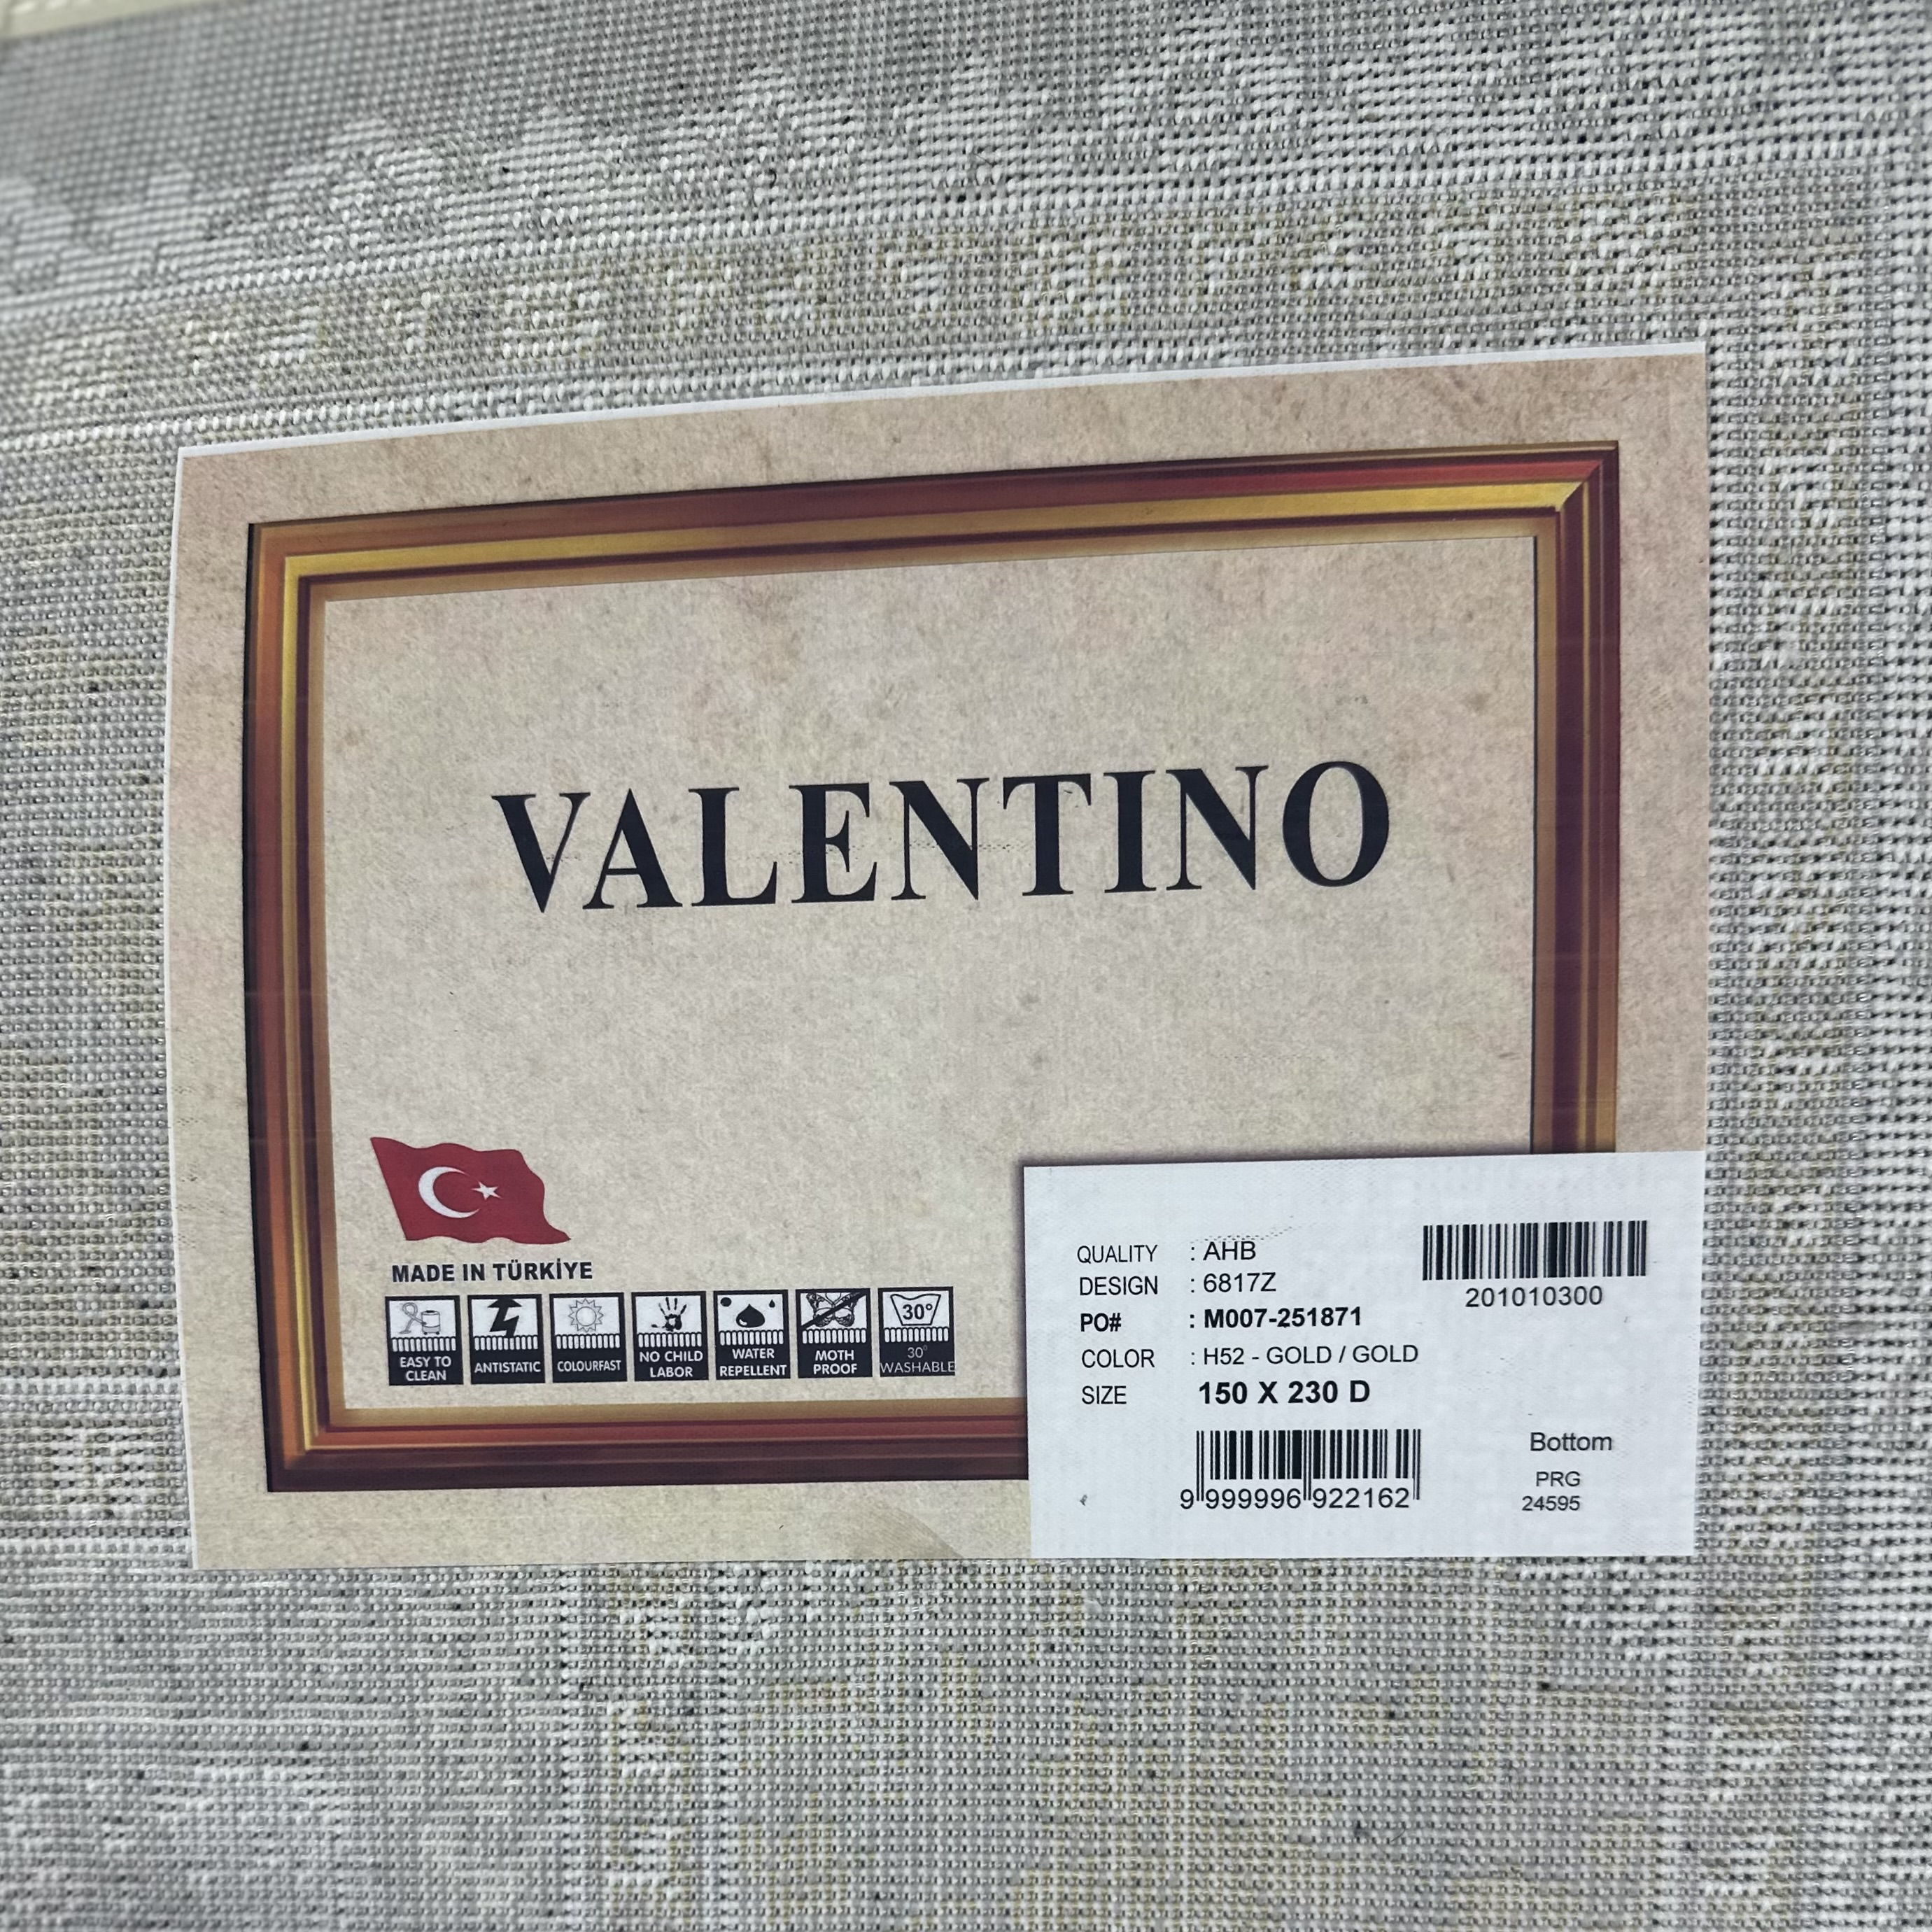 VALENTINO
MADE IN TÜRKİYE
EASY TO CLEAN
ANTISTATIC
COLOURFAST
NO CHILD LABOR
WATER REPELLENT
MOTH PROOF
30°
30° WASHABLE
QUALITY : AHB
DESIGN : 6817Z
PO# : M007-251871
COLOR : H52 - GOLD / GOLD
SIZE 150 X 230 D
201010300
9 999996 922162
Bottom
PRG
24595